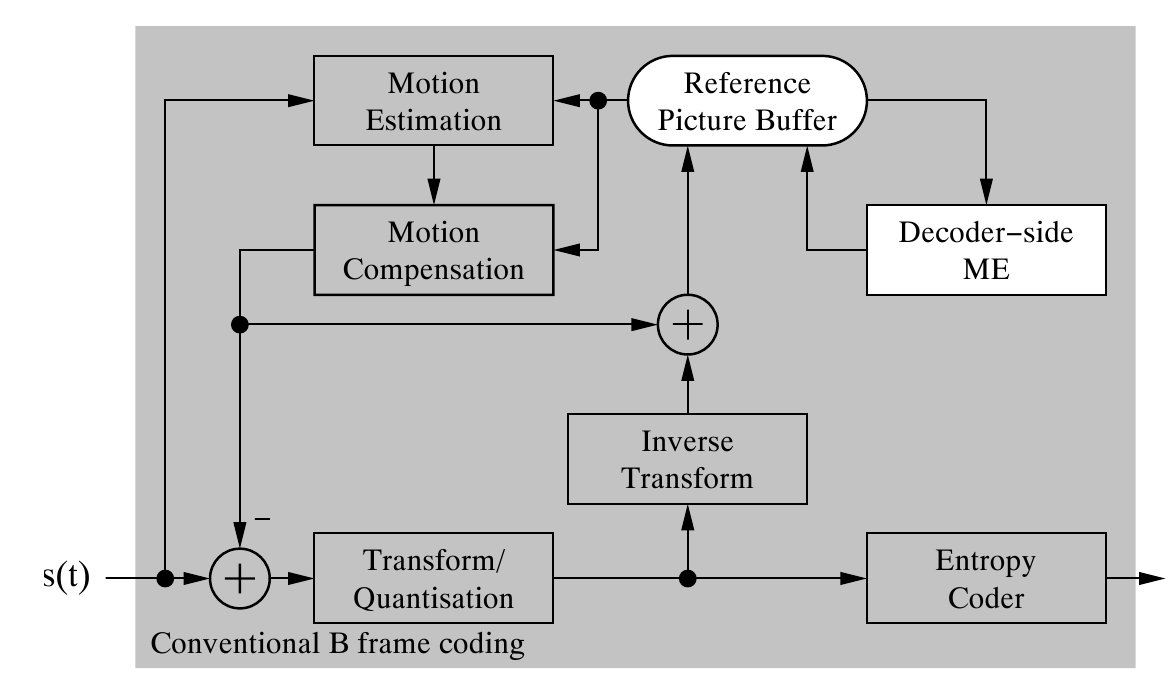 Motion
Estimation
Reference
Picture Buffer
Motion
Compensation
Decoder−side
ME
+
Inverse
Transform
−
s(t)
+
Transform/
Quantisation
Entropy
Coder
Conventional B frame coding